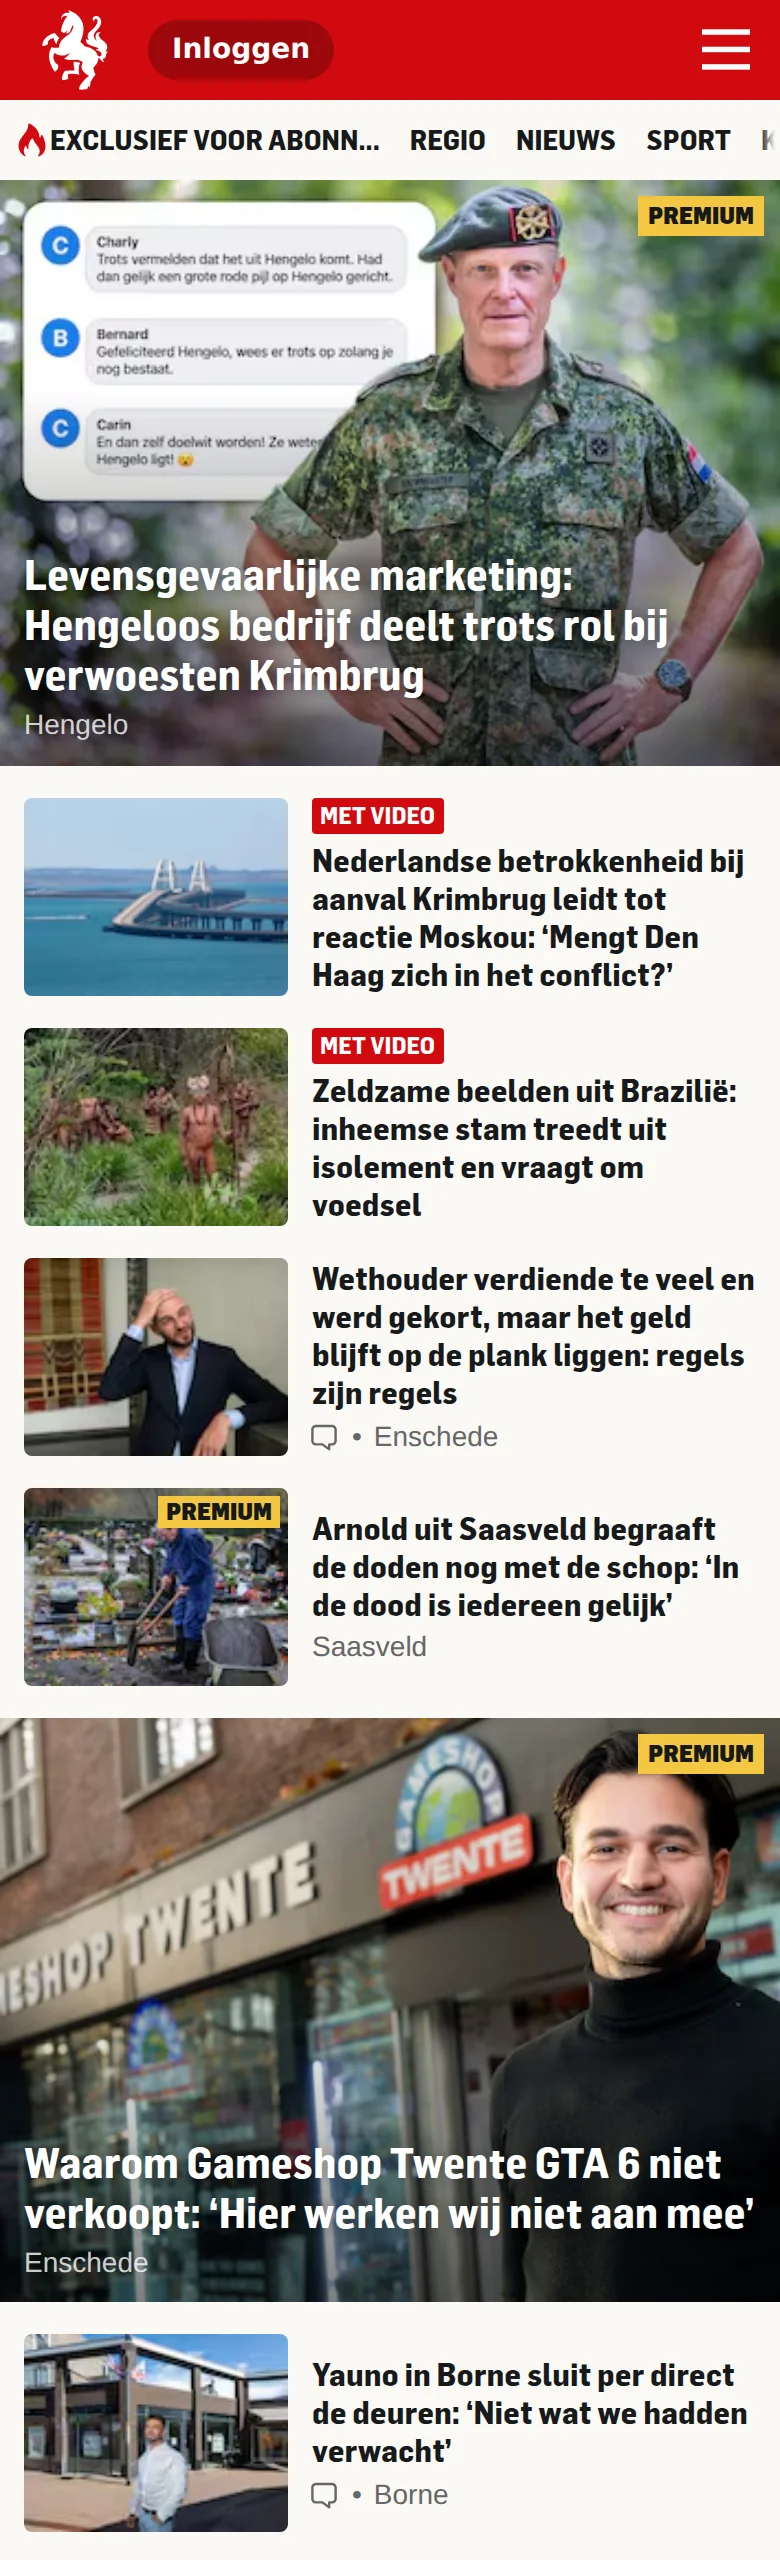 Inloggen
EXCLUSIEF VOOR ABONN... REGIO NIEUWS SPORT
PREMIUM
C
Charly
Trots vermelden dat het uit Hengelo komt. Had
dan gelijk een grote rode pijl op Hengelo gericht.
B
Bernard
Gefeliciteerd Hengelo, wees er trots op zolang je
nog bestaat.
C
Carin
En dan zelf doelwit worden! Ze weten
Hengelo ligt! 😮
Levensgevaarlijke marketing:
Hengeloos bedrijf deelt trots rol bij
verwoesten Krimbrug
Hengelo
MET VIDEO
Nederlandse betrokkenheid bij
aanval Krimbrug leidt tot
reactie Moskou: ‘Mengt Den
Haag zich in het conflict?’
MET VIDEO
Zeldzame beelden uit Brazilië:
inheemse stam treedt uit
isolement en vraagt om
voedsel
Wethouder verdiende te veel en
werd gekort, maar het geld
blijft op de plank liggen: regels
zijn regels
• Enschede
PREMIUM
Arnold uit Saasveld begraaft
de doden nog met de schop: ‘In
de dood is iedereen gelijk’
Saasveld
PREMIUM
GAMESHOP
TWENTE
ESHOP TWENTE
Waarom Gameshop Twente GTA 6 niet
verkoopt: ‘Hier werken wij niet aan mee’
Enschede
Yauno in Borne sluit per direct
de deuren: ‘Niet wat we hadden
verwacht’
• Borne